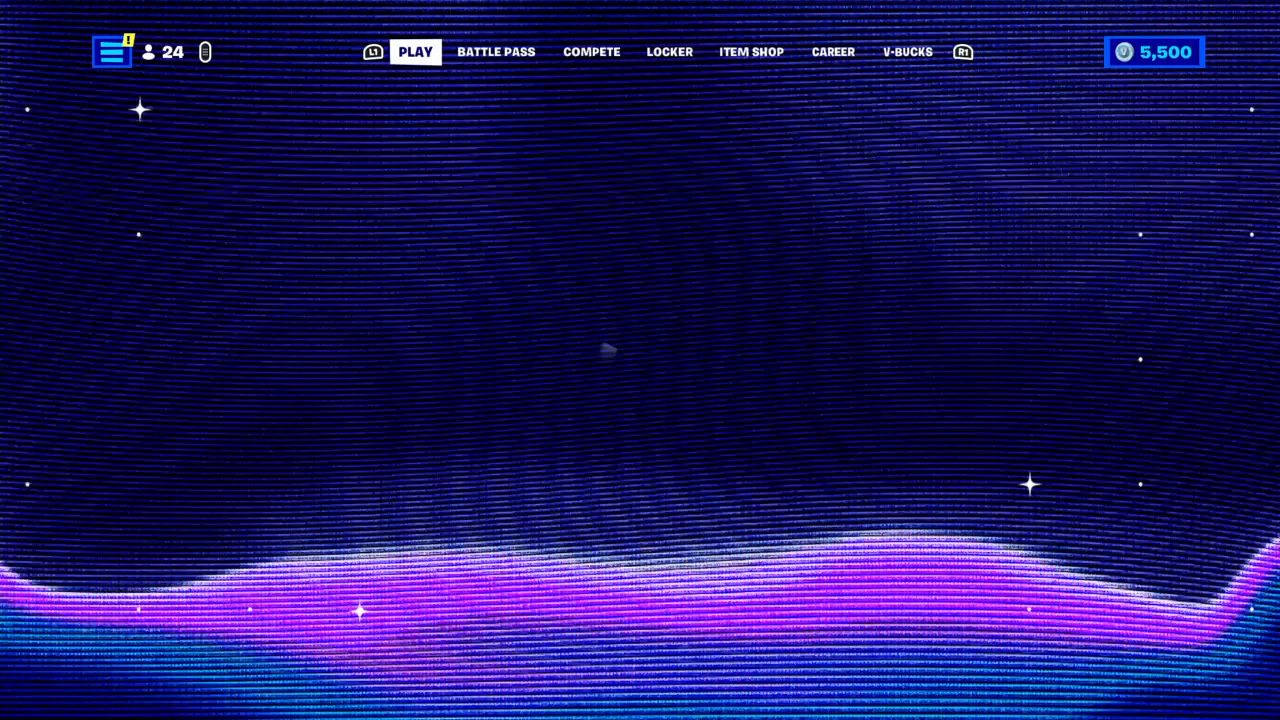 ! 24 L1 PLAY BATTLE PASS COMPETE LOCKER ITEM SHOP CAREER V-BUCKS R1 V 5,500